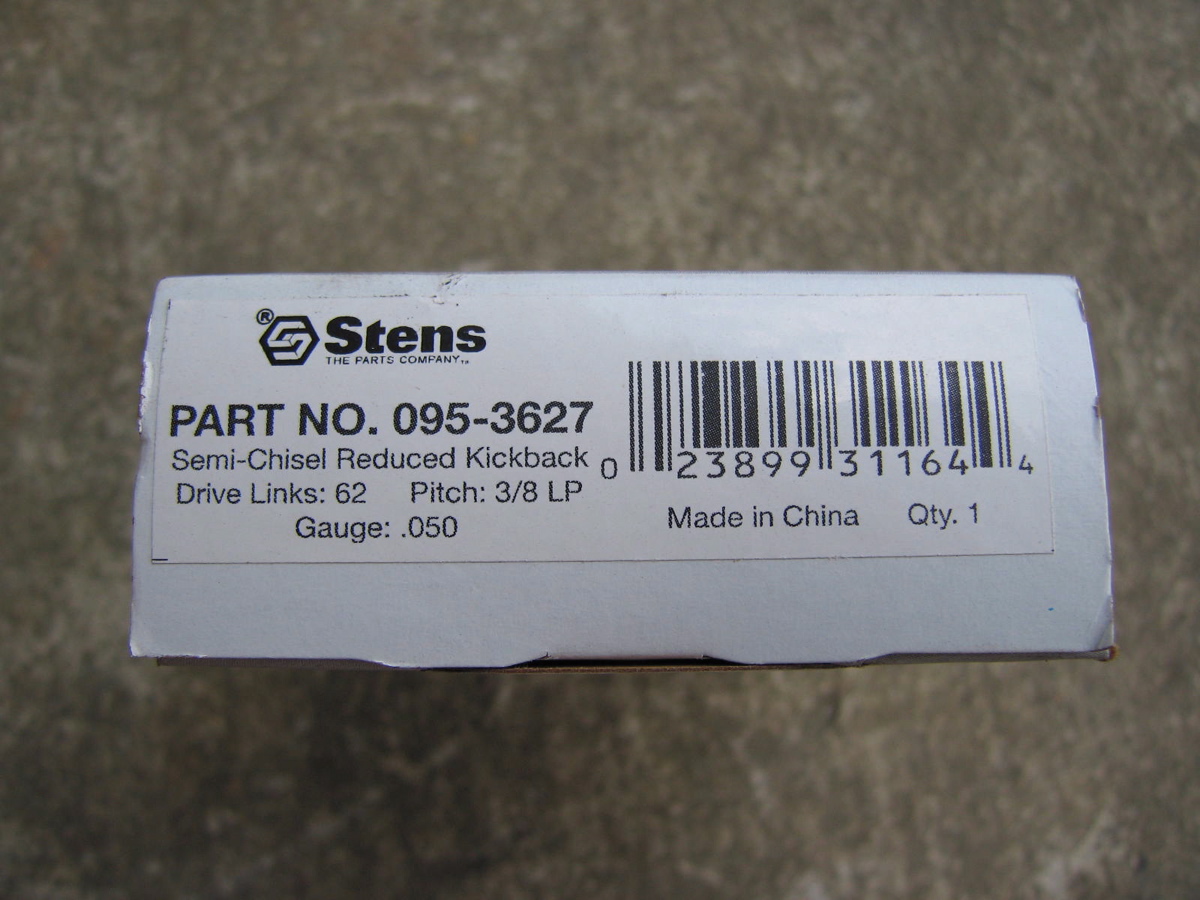 ® Stens
THE PARTS COMPANY™
PART NO. 095-3627
Semi-Chisel Reduced Kickback
Drive Links: 62 Pitch: 3/8 LP
Gauge: .050
0 23899 31164 4
Made in China Qty. 1